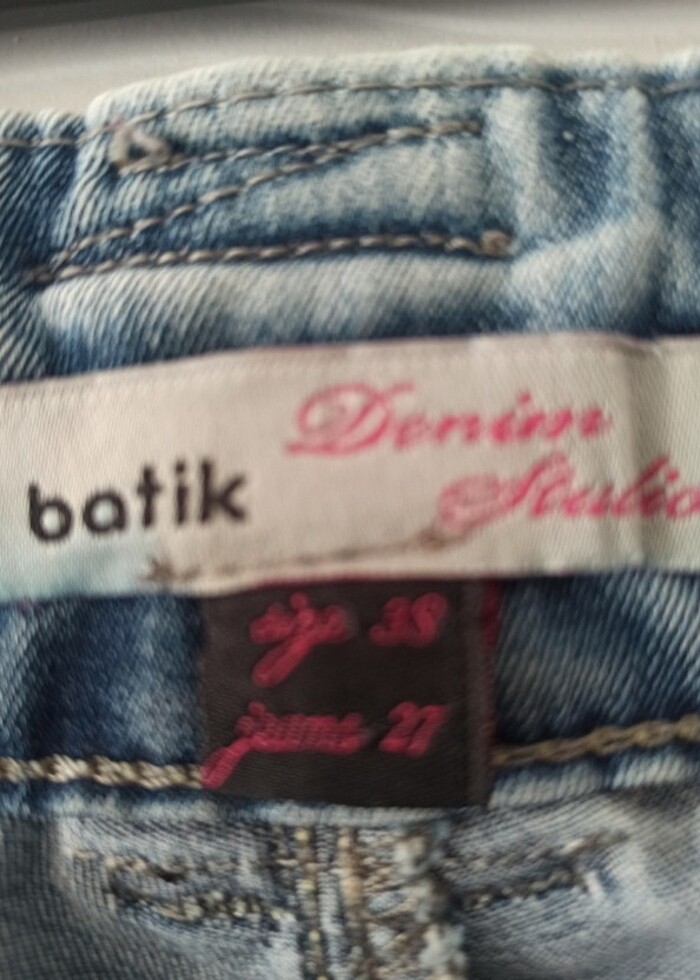 batik
Denim
Studio
size 38
jeans 27